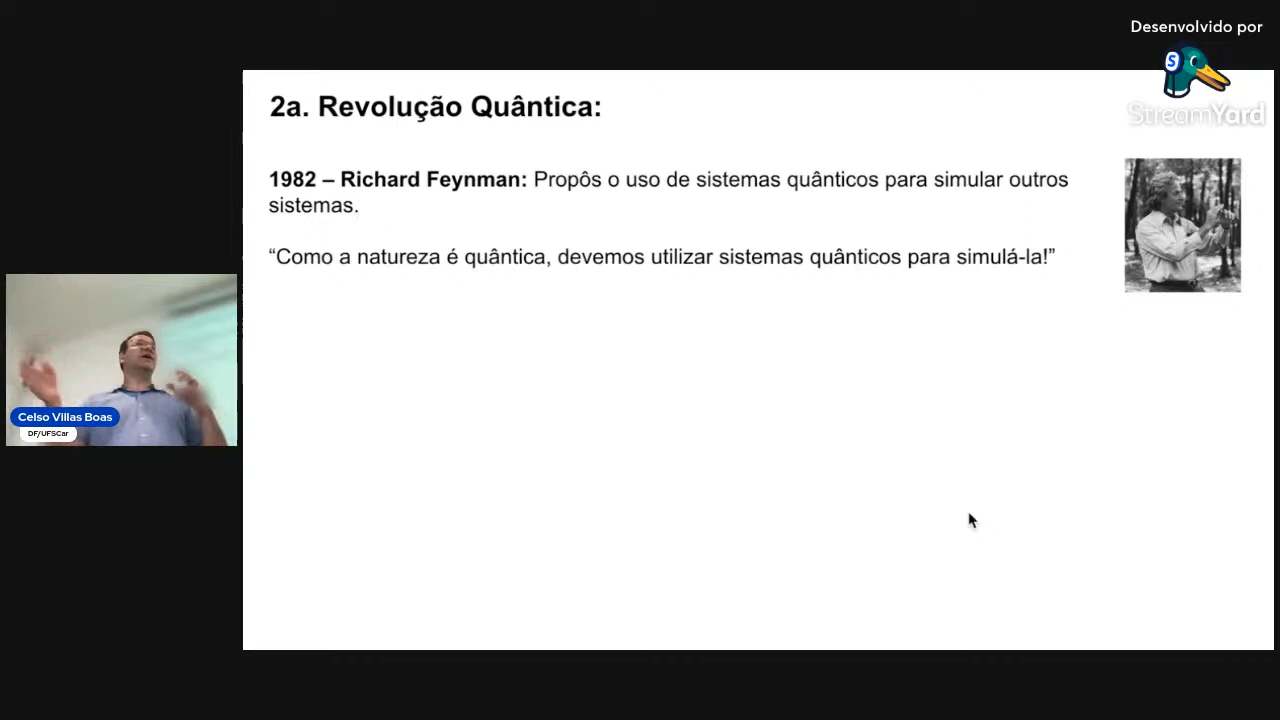 Desenvolvido por
S
StreamYard
2a. Revolução Quântica:
1982 – Richard Feynman: Propôs o uso de sistemas quânticos para simular outros
sistemas.
“Como a natureza é quântica, devemos utilizar sistemas quânticos para simulá-la!”
Celso Villas Boas
DF/UFSCar